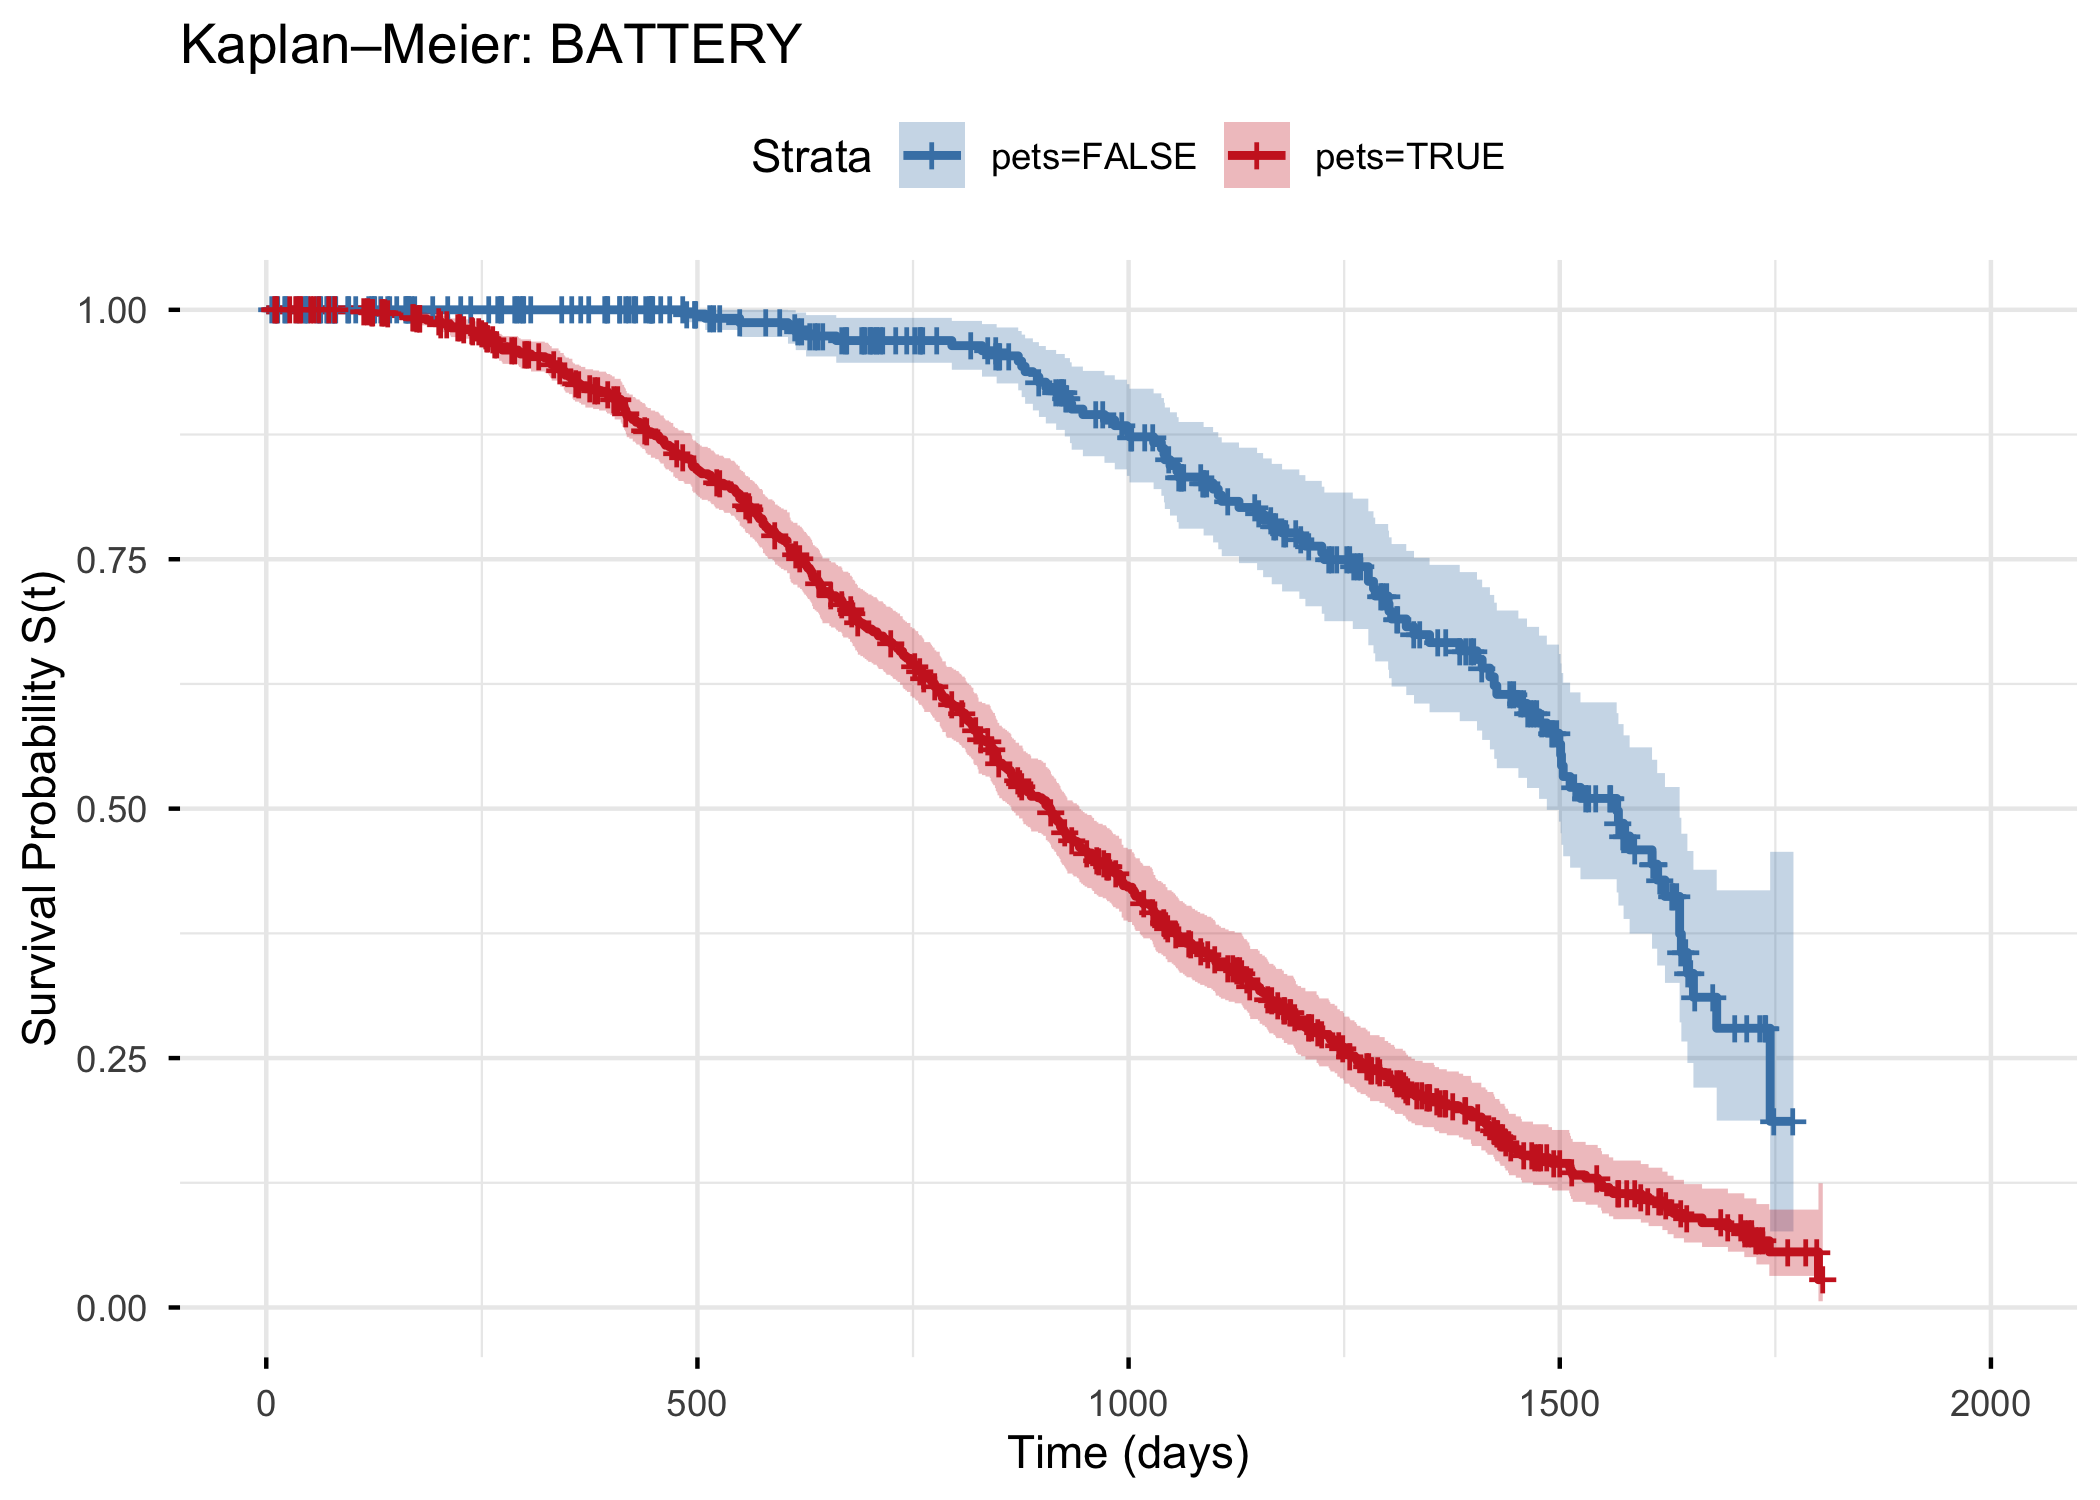 Kaplan–Meier: BATTERY
Strata pets=FALSE pets=TRUE
Survival Probability S(t)
1.00
0.75
0.50
0.25
0.00
0 500 1000 1500 2000
Time (days)